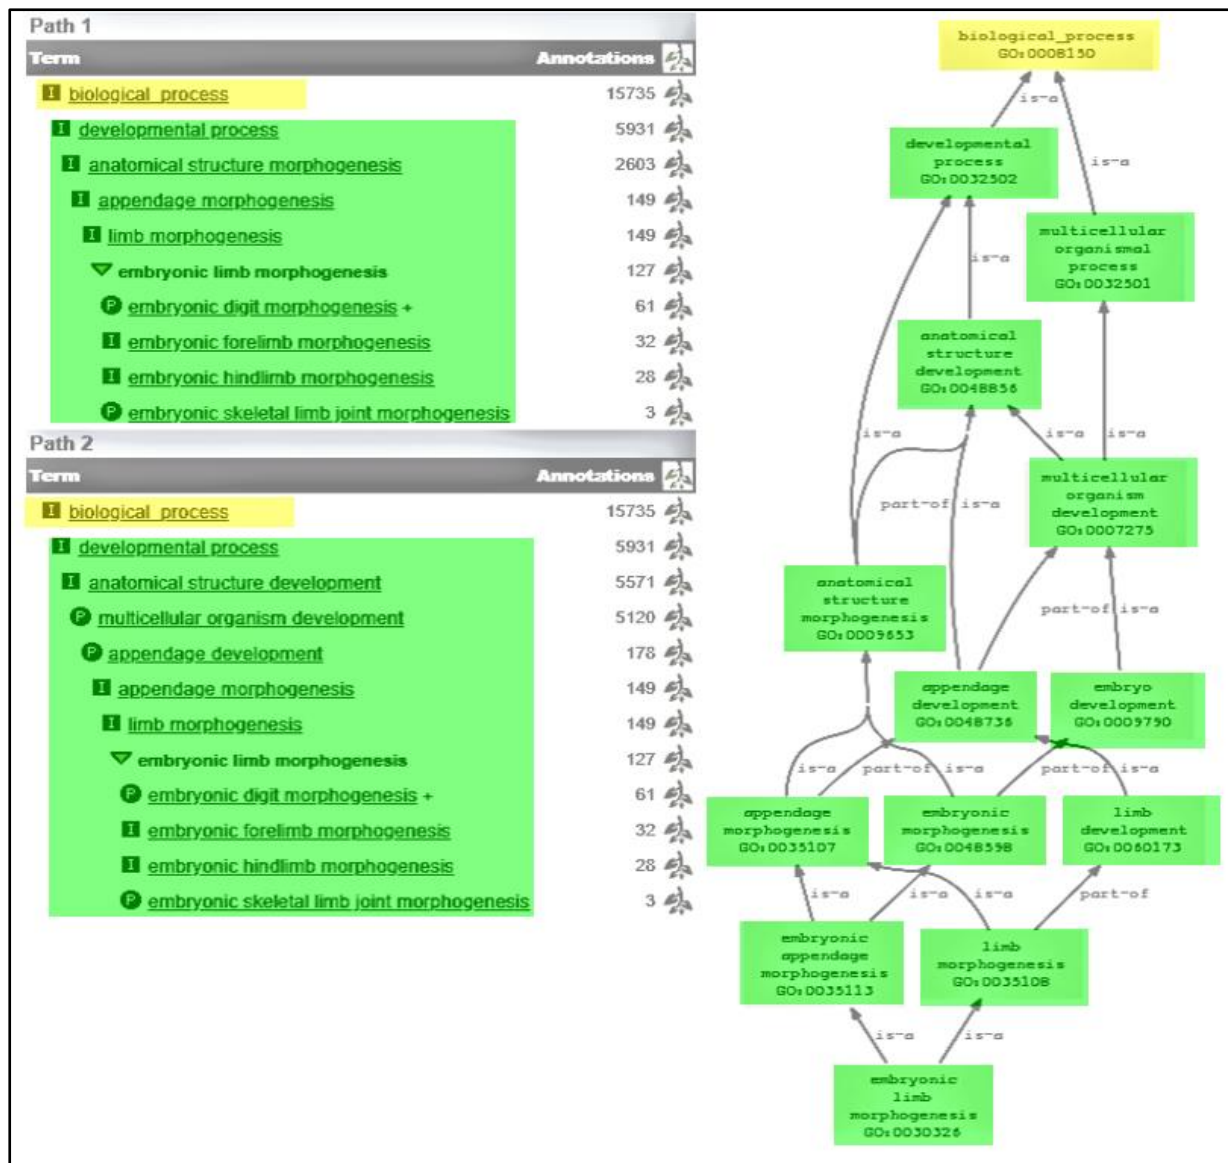 Path 1
Term Annotations
I biological_process 15735
I developmental process 5931
I anatomical structure morphogenesis 2603
I appendage morphogenesis 149
I limb morphogenesis 149
embryonic limb morphogenesis 127
P embryonic digit morphogenesis + 61
I embryonic forelimb morphogenesis 32
I embryonic hindlimb morphogenesis 28
P embryonic skeletal limb joint morphogenesis 3
Path 2
Term Annotations
I biological_process 15735
I developmental process 5931
I anatomical structure development 5571
P multicellular organism development 5120
P appendage development 178
I appendage morphogenesis 149
I limb morphogenesis 149
embryonic limb morphogenesis 127
P embryonic digit morphogenesis + 61
I embryonic forelimb morphogenesis 32
I embryonic hindlimb morphogenesis 28
P embryonic skeletal limb joint morphogenesis 3
biological_process
GO:0008150
is-a
developmental
process
GO:0032502
is-a
multicellular
organismal
process
GO:0032501
is-a
anatomical
structure
development
GO:0048856
is-a
is-a
is-a
multicellular
organism
development
GO:0007275
part-of
is-a
anatomical
structure
morphogenesis
GO:0009653
part-of
is-a
appendage
development
GO:0048736
embryo
development
GO:0009790
is-a
part-of
is-a
part-of
is-a
appendage
morphogenesis
GO:0035107
embryonic
morphogenesis
GO:0048598
limb
development
GO:0060173
is-a
is-a
is-a
part-of
embryonic
appendage
morphogenesis
GO:0035113
limb
morphogenesis
GO:0035108
is-a
is-a
embryonic
limb
morphogenesis
GO:0030326